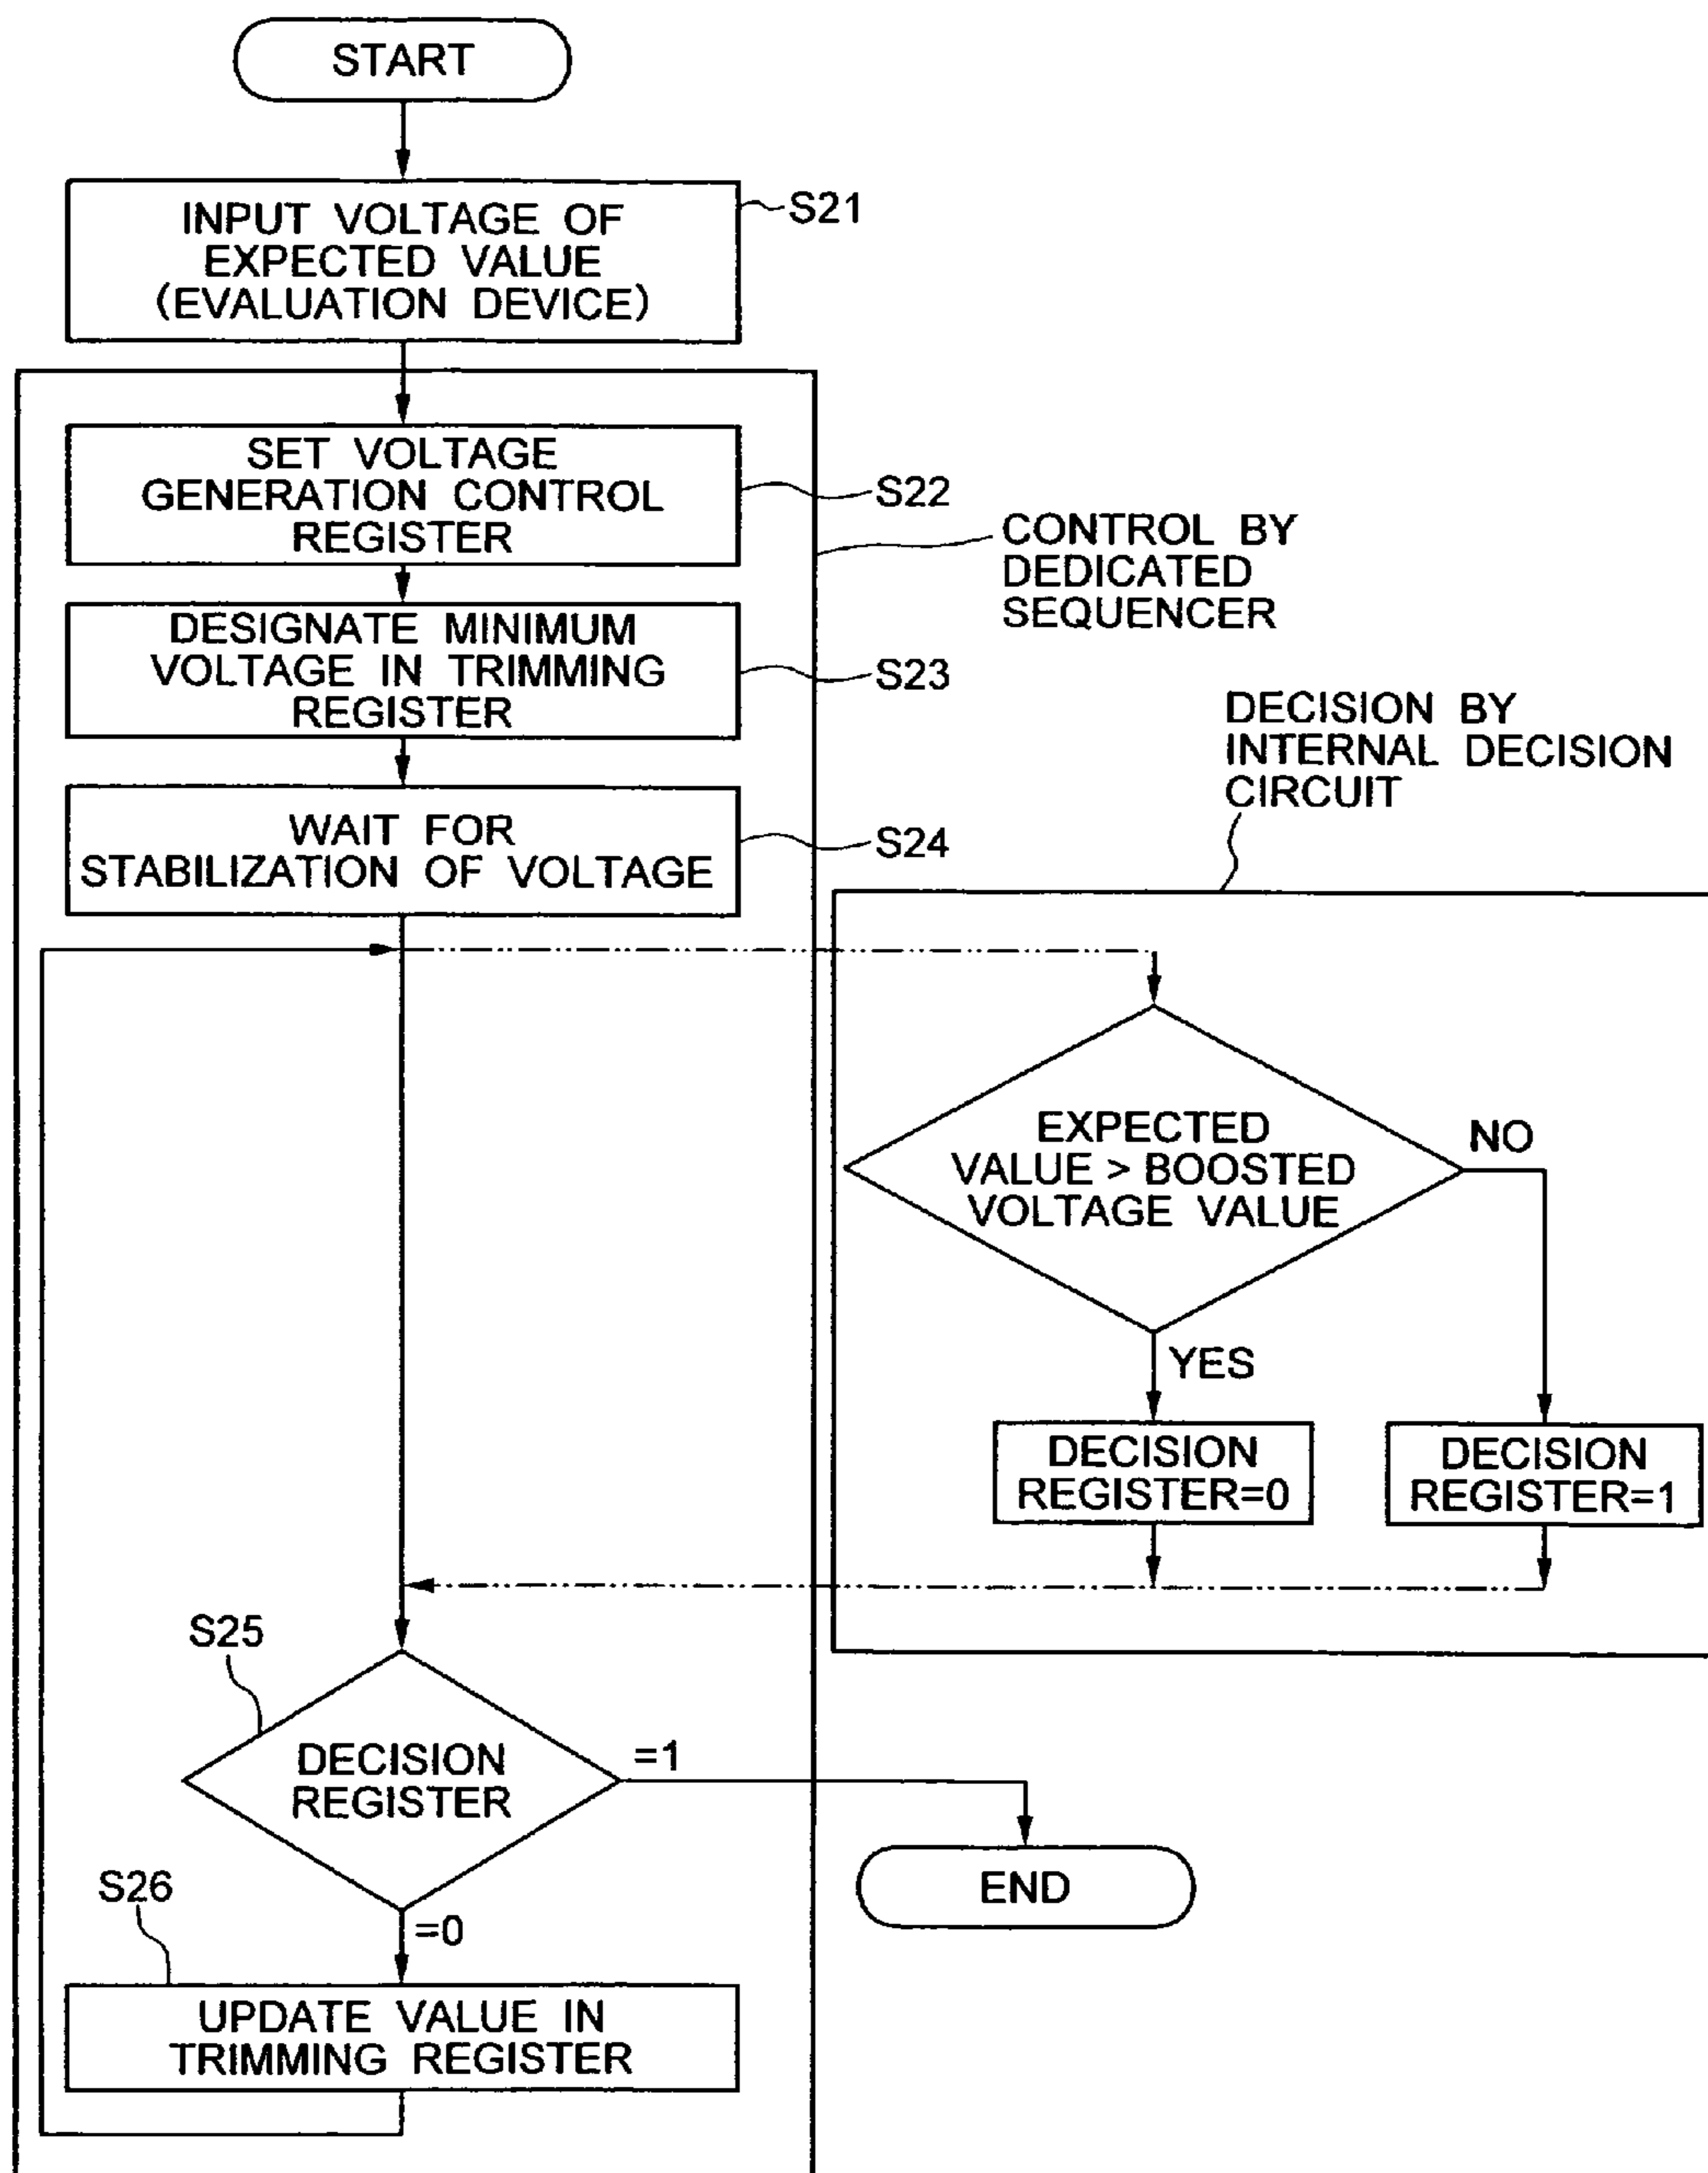 START
INPUT VOLTAGE OF
EXPECTED VALUE
(EVALUATION DEVICE)
S21
SET VOLTAGE
GENERATION CONTROL
REGISTER
S22
CONTROL BY
DEDICATED
SEQUENCER
DESIGNATE MINIMUM
VOLTAGE IN TRIMMING
REGISTER
S23
DECISION BY
INTERNAL DECISION
CIRCUIT
WAIT FOR
STABILIZATION OF VOLTAGE
S24
EXPECTED
VALUE > BOOSTED
VOLTAGE VALUE
NO
YES
DECISION
REGISTER=0
DECISION
REGISTER=1
S25
DECISION
REGISTER
=1
END
S26
=0
UPDATE VALUE IN
TRIMMING REGISTER